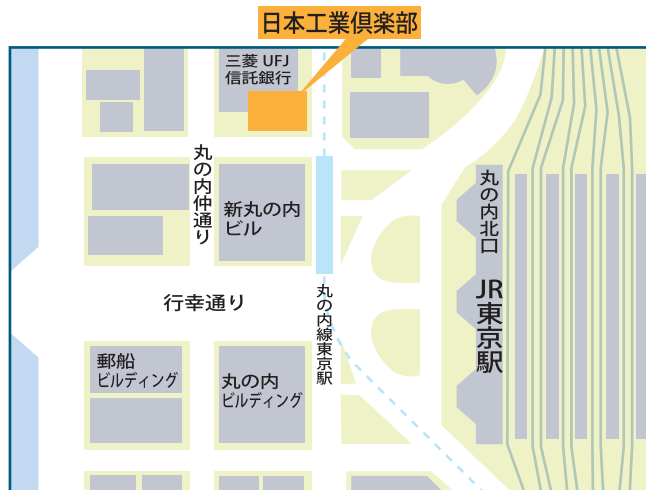 日本工業倶楽部
三菱 UFJ
信託銀行
丸の内仲通り
新丸の内
ビル
丸の内北口
JR東京駅
行幸通り
丸の内線東京駅
郵船
ビルディング
丸の内
ビルディング